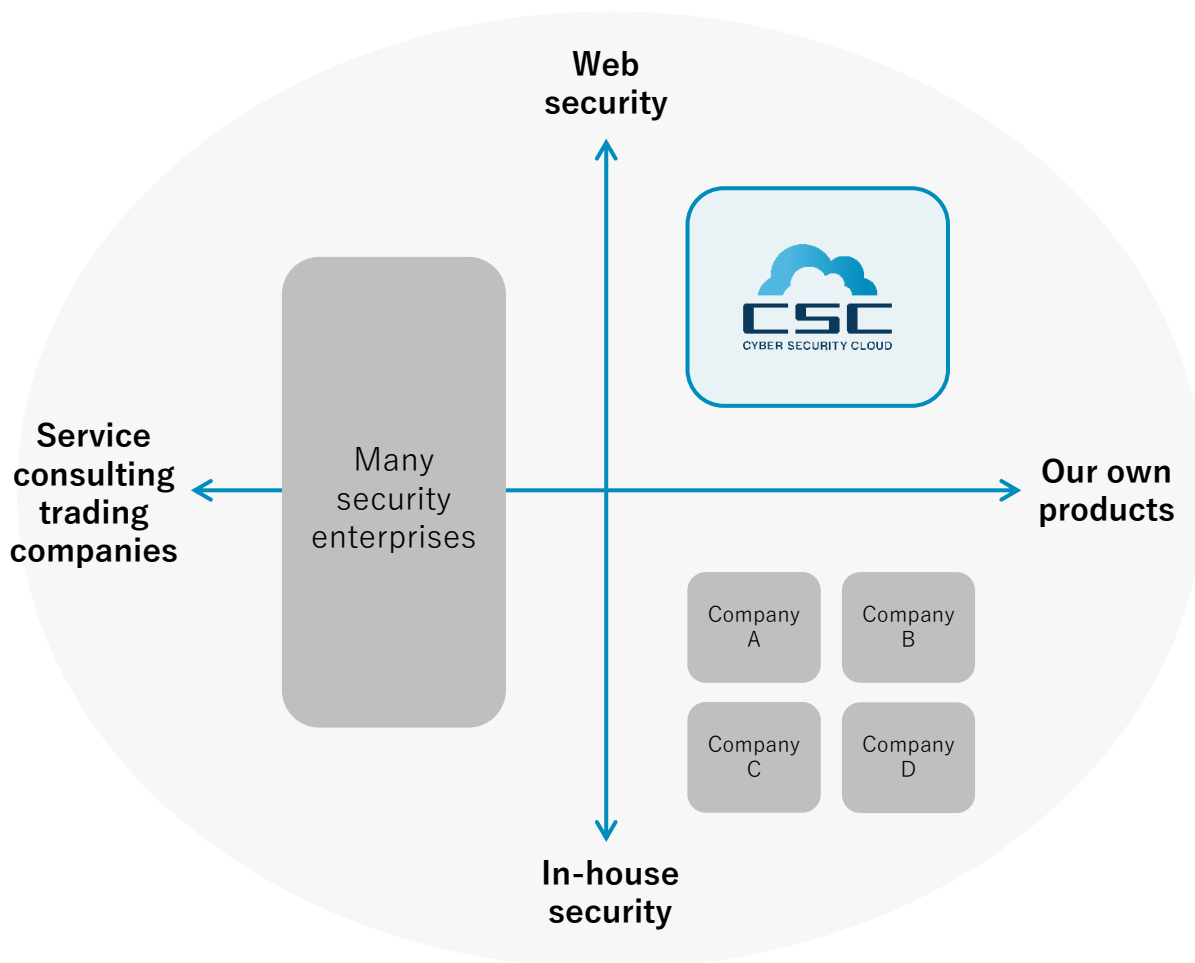 Web
security
CSC
CYBER SECURITY CLOUD
Service
consulting
trading
companies
Many
security
enterprises
Our own
products
Company
A
Company
B
Company
C
Company
D
In-house
security